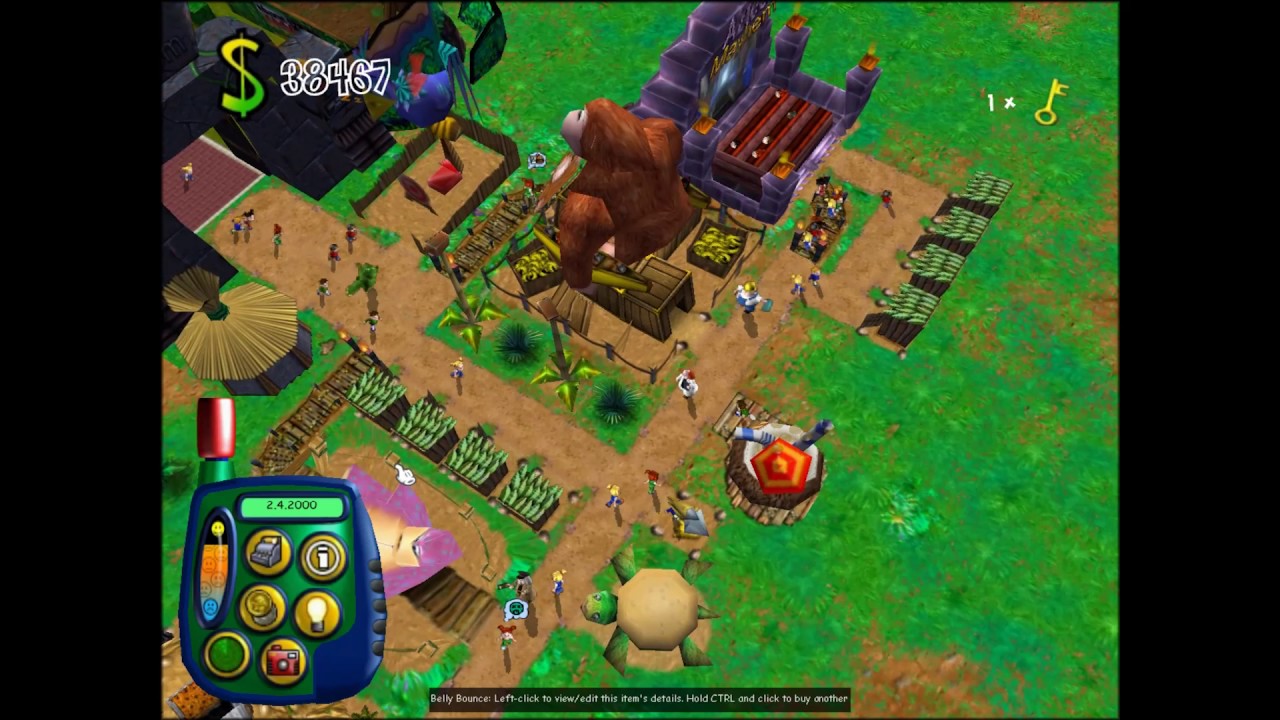 $ 38467
1 ×
2.4.2000
Belly Bounce: Left-click to view/edit this item's details. Hold CTRL and click to buy another